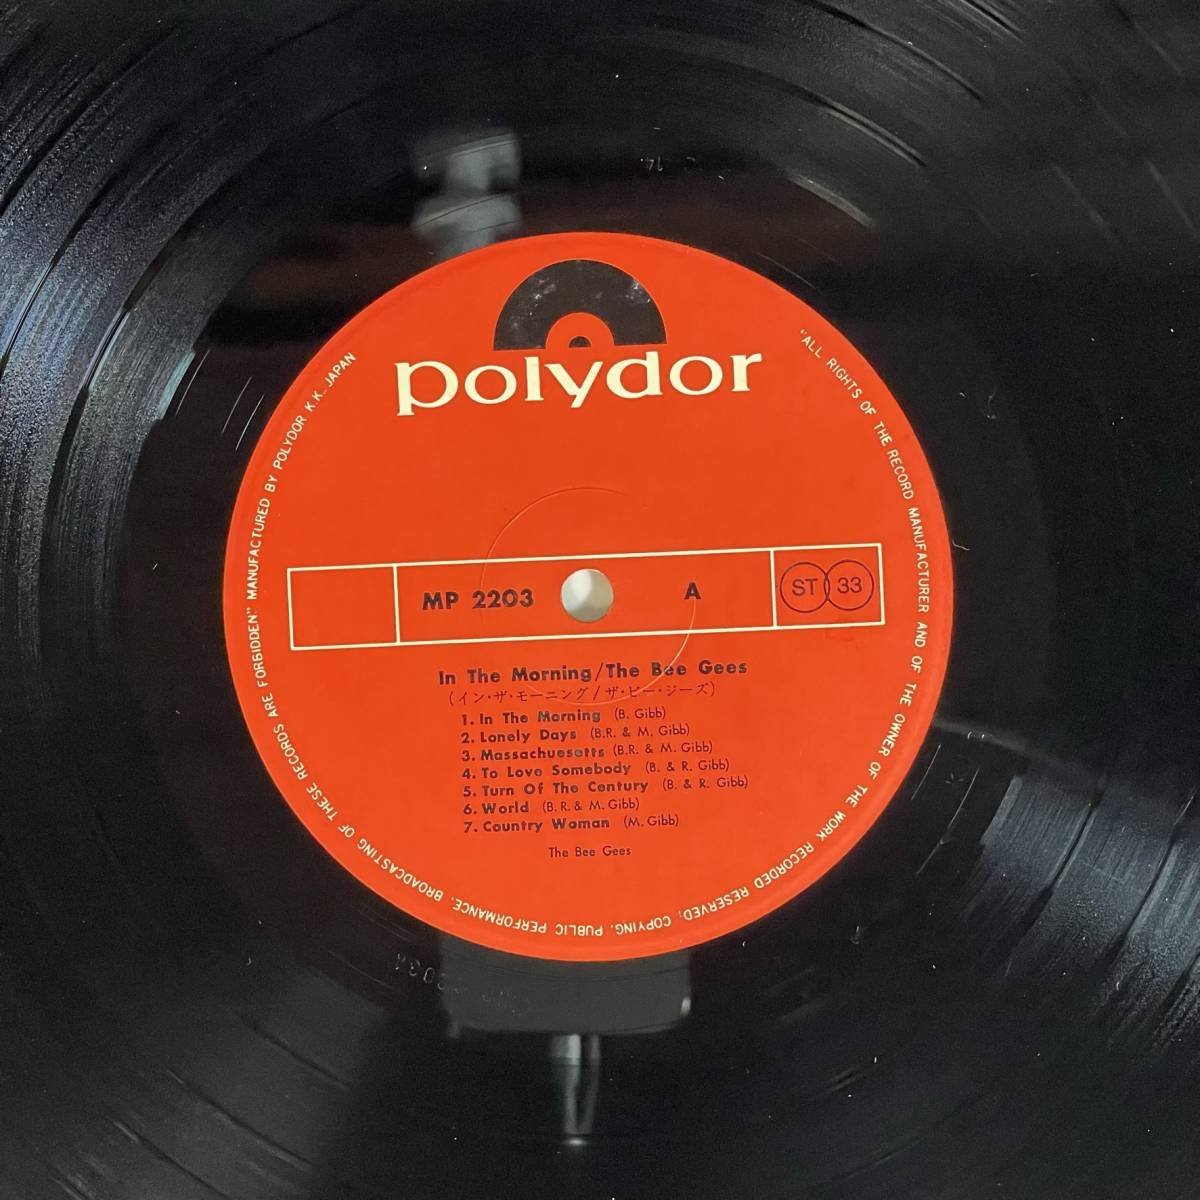 polydor
MP 2203
A
ST 33
In The Morning/The Bee Gees
(イン・ザ・モーニング/ザ・ビー・ジーズ)
1. In The Morning (B. Gibb)
2. Lonely Days (B.R. & M. Gibb)
3. Massachuesetts (B.R. & M. Gibb)
4. To Love Somebody (B. & R. Gibb)
5. Turn Of The Century (B. & R. Gibb)
6. World (B.R. & M. Gibb)
7. Country Woman (M. Gibb)
The Bee Gees
"ALL RIGHTS OF THE RECORD MANUFACTURER AND OF THE OWNER OF THE WORK RECORDED RESERVED; COPYING, PUBLIC PERFORMANCE, BROADCASTING OF THESE RECORDS ARE FORBIDDEN" MANUFACTURED BY POLYDOR K.K., JAPAN